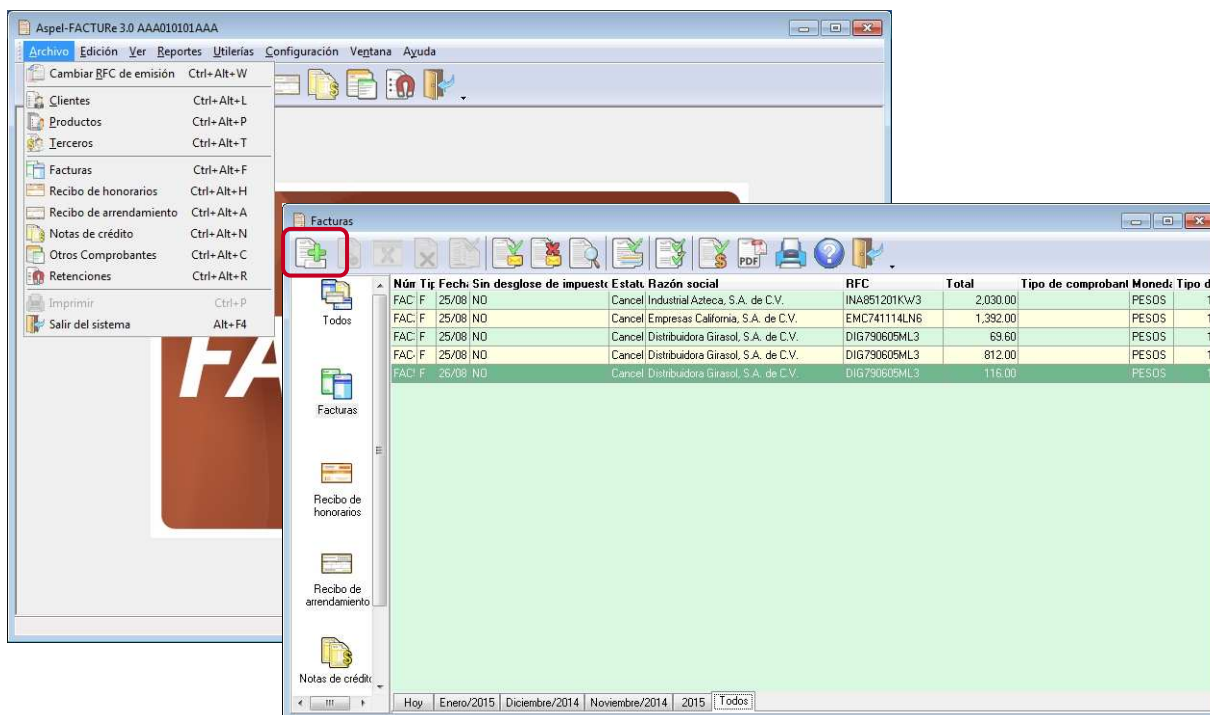 Aspel-FACTURe 3.0 AAA010101AAA
Archivo Edición Ver Reportes Utilerías Configuración Ventana Ayuda
Cambiar RFC de emisión Ctrl+Alt+W
Clientes Ctrl+Alt+L
Productos Ctrl+Alt+P
Terceros Ctrl+Alt+T
Facturas Ctrl+Alt+F
Recibo de honorarios Ctrl+Alt+H
Recibo de arrendamiento Ctrl+Alt+A
Notas de crédito Ctrl+Alt+N
Otros Comprobantes Ctrl+Alt+C
Retenciones Ctrl+Alt+R
Imprimir Ctrl+P
Salir del sistema Alt+F4
FA
Facturas
PDF
Todos
Facturas
Recibo de
honorarios
Recibo de
arrendamiento
Notas de crédito
Núm Tip Fech Sin desglose de impuesto Estatu Razón social RFC Total Tipo de comproban Moneda Tipo d
FAC F 25/08 NO Cancel Industrial Azteca, S.A. de C.V. INA851201KW3 2,030.00 PESOS 1
FAC F 25/08 NO Cancel Empresas California, S.A. de C.V. EMC741114LN6 1,392.00 PESOS 1
FAC F 25/08 NO Cancel Distribuidora Girasol, S.A. de C.V. DIG790605ML3 69.60 PESOS 1
FAC F 25/08 NO Cancel Distribuidora Girasol, S.A. de C.V. DIG790605ML3 812.00 PESOS 1
FAC F 26/08 NO Cancel Distribuidora Girasol, S.A. de C.V. DIG790605ML3 116.00 PESOS 1
Hoy Enero/2015 Diciembre/2014 Noviembre/2014 2015 Todos